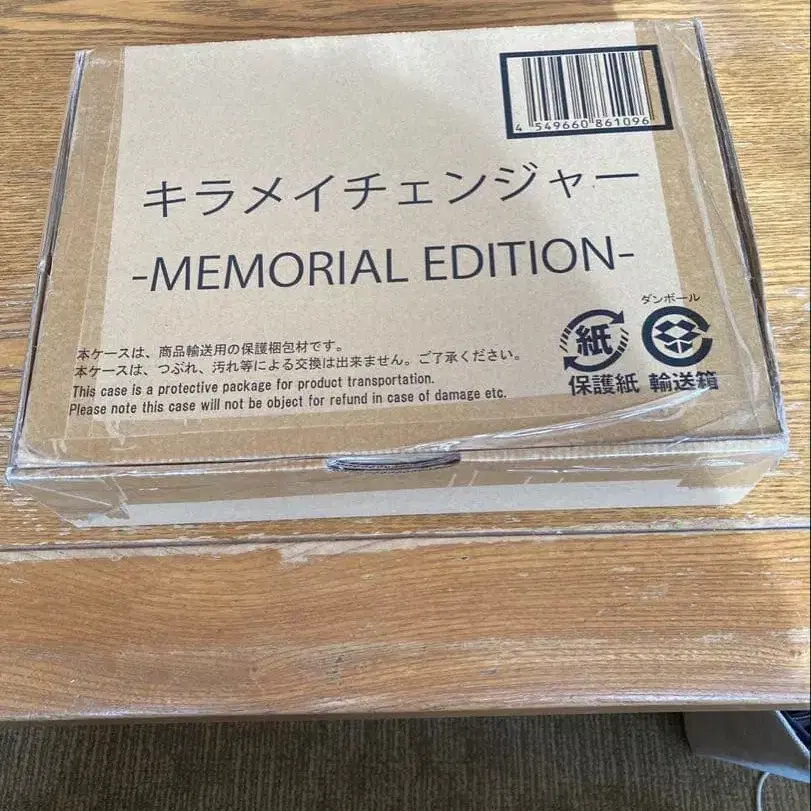 4 549660 861096
キラメイチェンジャー
-MEMORIAL EDITION-
ダンボール
紙
保護紙 輸送箱
本ケースは、商品輸送用の保護梱包材です。
本ケースは、つぶれ、汚れ等による交換は出来ません。ご了承ください。
This case is a protective package for product transportation.
Please note this case will not be object for refund in case of damage etc.